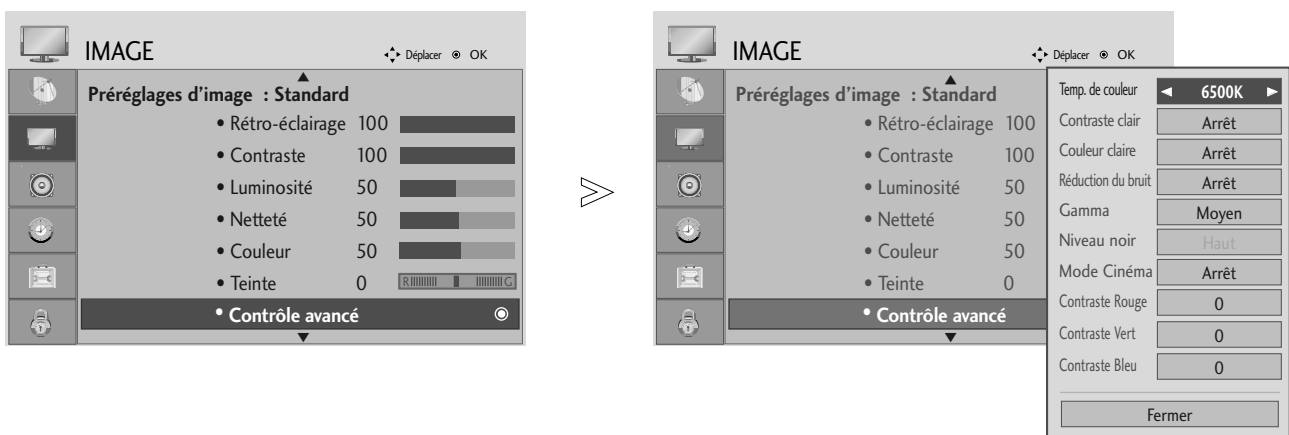 IMAGE
Déplacer OK
Préréglages d’image : Standard
• Rétro-éclairage 100
• Contraste 100
• Luminosité 50
• Netteté 50
• Couleur 50
• Teinte 0 R G
• Contrôle avancé
IMAGE
Déplacer OK
Préréglages d’image : Standard
• Rétro-éclairage 100
• Contraste 100
• Luminosité 50
• Netteté 50
• Couleur 50
• Teinte 0
• Contrôle avancé
Temp. de couleur 6500K
Contraste clair Arrêt
Couleur claire Arrêt
Réduction du bruit Arrêt
Gamma Moyen
Niveau noir Haut
Mode Cinéma Arrêt
Contraste Rouge 0
Contraste Vert 0
Contraste Bleu 0
Fermer